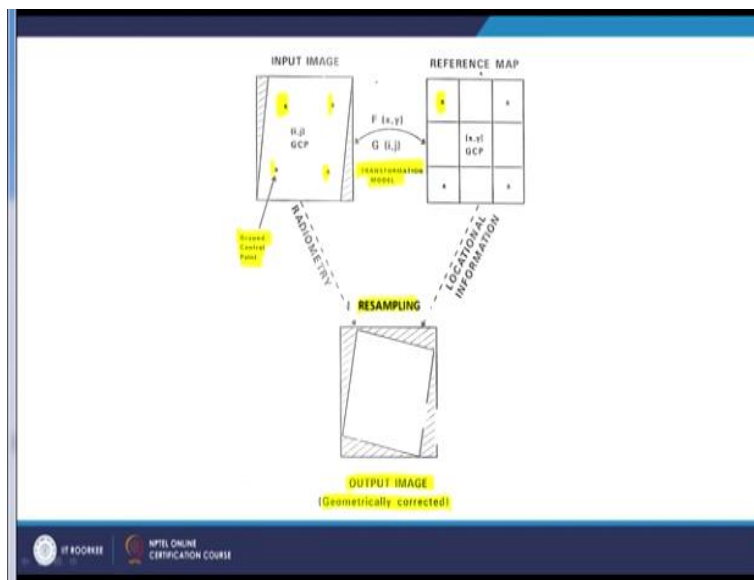 INPUT IMAGE
REFERENCE MAP
F (x,y)
(i,j)
GCP
G (i,j)
(x,y)
GCP
TRANSFORMATION
MODEL
Ground
Control
Point
RADIOMETRY
LOCATIONAL
INFORMATION
RESAMPLING
OUTPUT IMAGE
(Geometrically corrected)
IIT ROORKEE
NPTEL ONLINE
CERTIFICATION COURSE